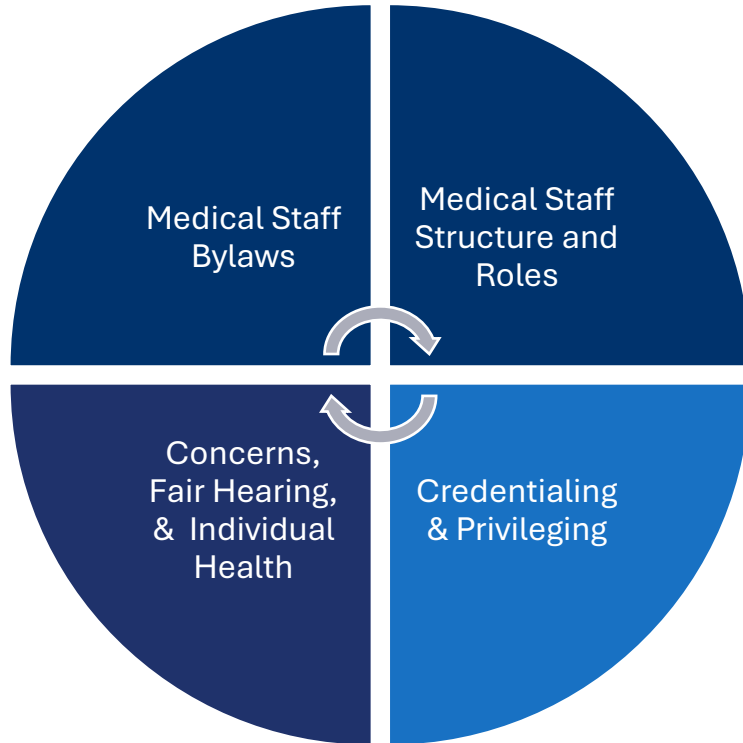 Medical Staff
Bylaws
Medical Staff
Structure and
Roles
Concerns,
Fair Hearing,
& Individual
Health
Credentialing
& Privileging